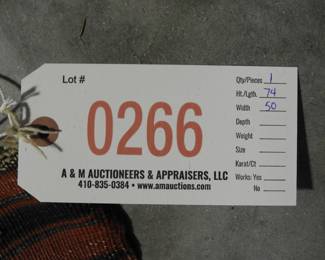 Lot #
0266
A & M AUCTIONEERS & APPRAISERS, LLC
410-835-0384 • www.amauctions.com
Qty/Pieces 1
Ht./Lgth. 74
Width 50
Depth
Weight
Size
Karat/Ct
Works: Yes
No